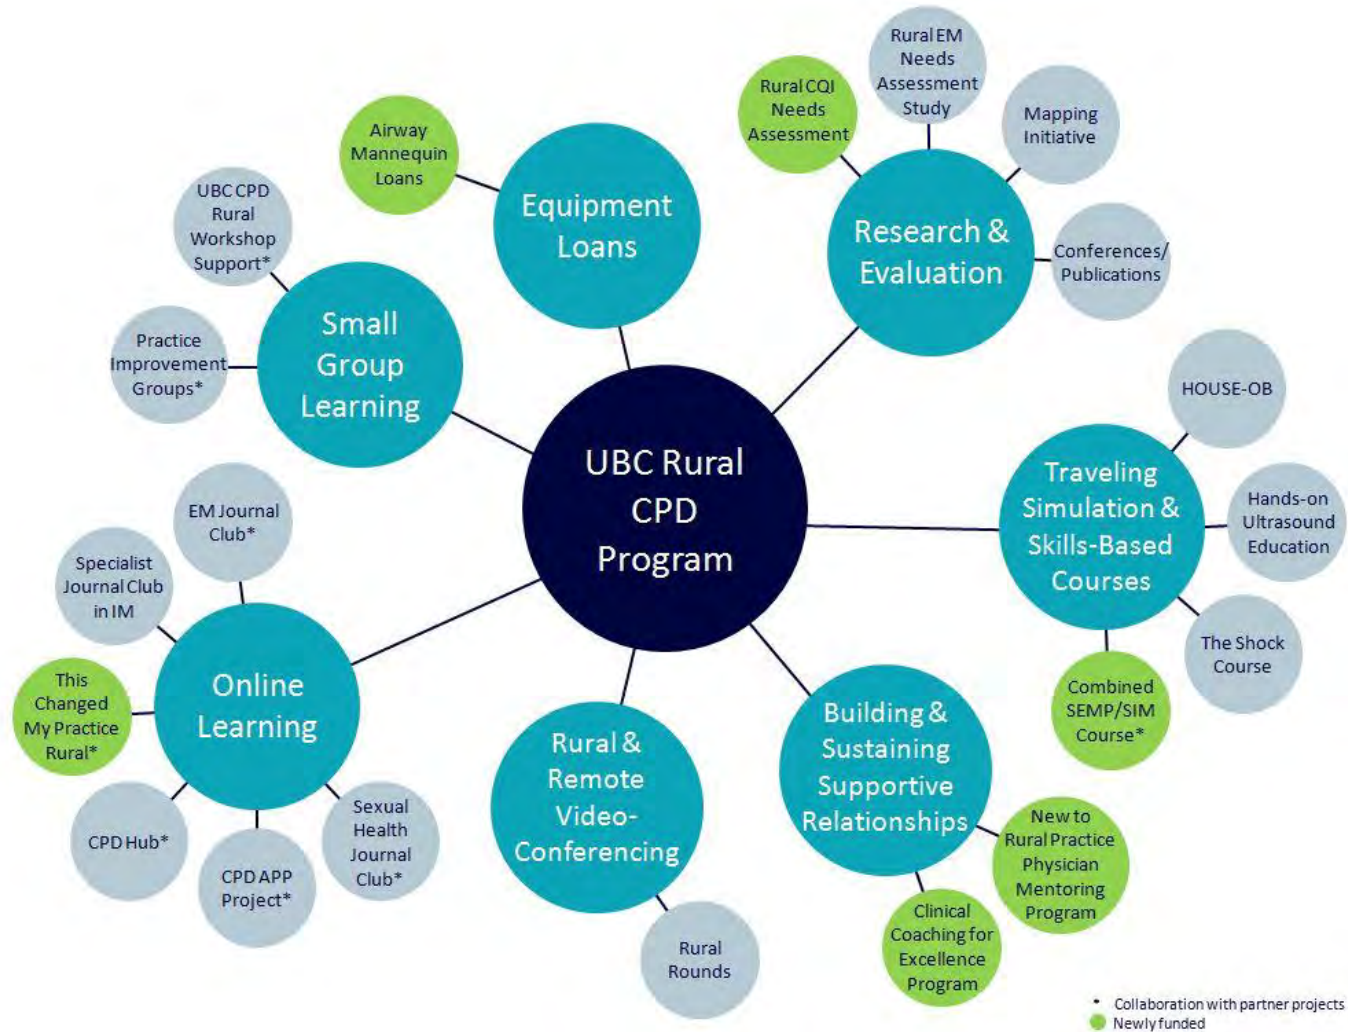 Rural EM
Needs
Assessment
Study
Rural CQI
Needs
Assessment
Mapping
Initiative
Conferences/
Publications
Research &
Evaluation
Airway
Mannequin
Loans
Equipment
Loans
UBC CPD
Rural
Workshop
Support*
Practice
Improvement
Groups*
Small
Group
Learning
UBC Rural
CPD
Program
HOUSE-OB
Hands-on
Ultrasound
Education
The Shock
Course
Combined
SEMP/SIM
Course*
Traveling
Simulation &
Skills-Based
Courses
EM Journal
Club*
Specialist
Journal Club
in IM
This
Changed
My Practice
Rural*
CPD Hub*
CPD APP
Project*
Sexual
Health
Journal
Club*
Online
Learning
Rural &
Remote
Video-
Conferencing
Rural
Rounds
Building &
Sustaining
Supportive
Relationships
New to
Rural Practice
Physician
Mentoring
Program
Clinical
Coaching for
Excellence
Program
* Collaboration with partner projects
Newly funded